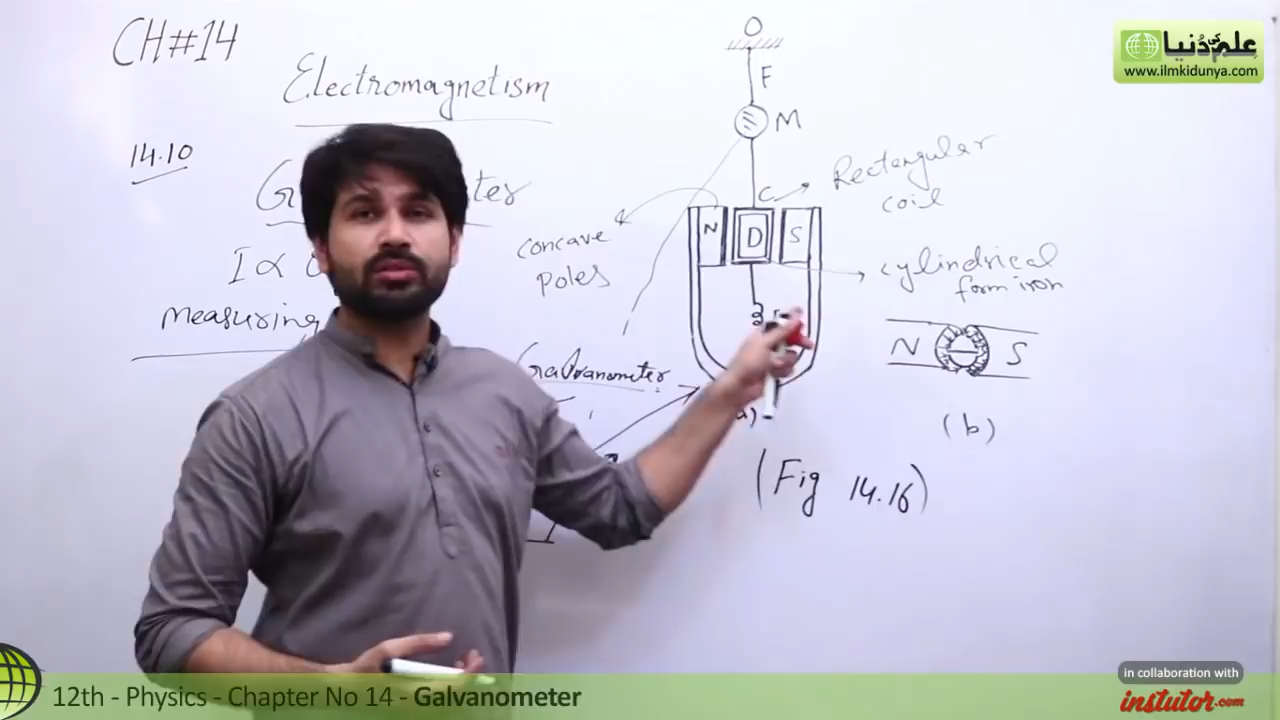 CH#14
Electromagnetism
14.10
I ∝
Measuring
O
F
M
C
Rectangular
coil
N
D
S
Concave
poles
cylindrical
form iron
N
S
Galvanometer
(b)
(Fig 14.16)
علم کی دُنیا
www.ilmkidunya.com
12th - Physics - Chapter No 14 - Galvanometer
in collaboration with
instutor.com